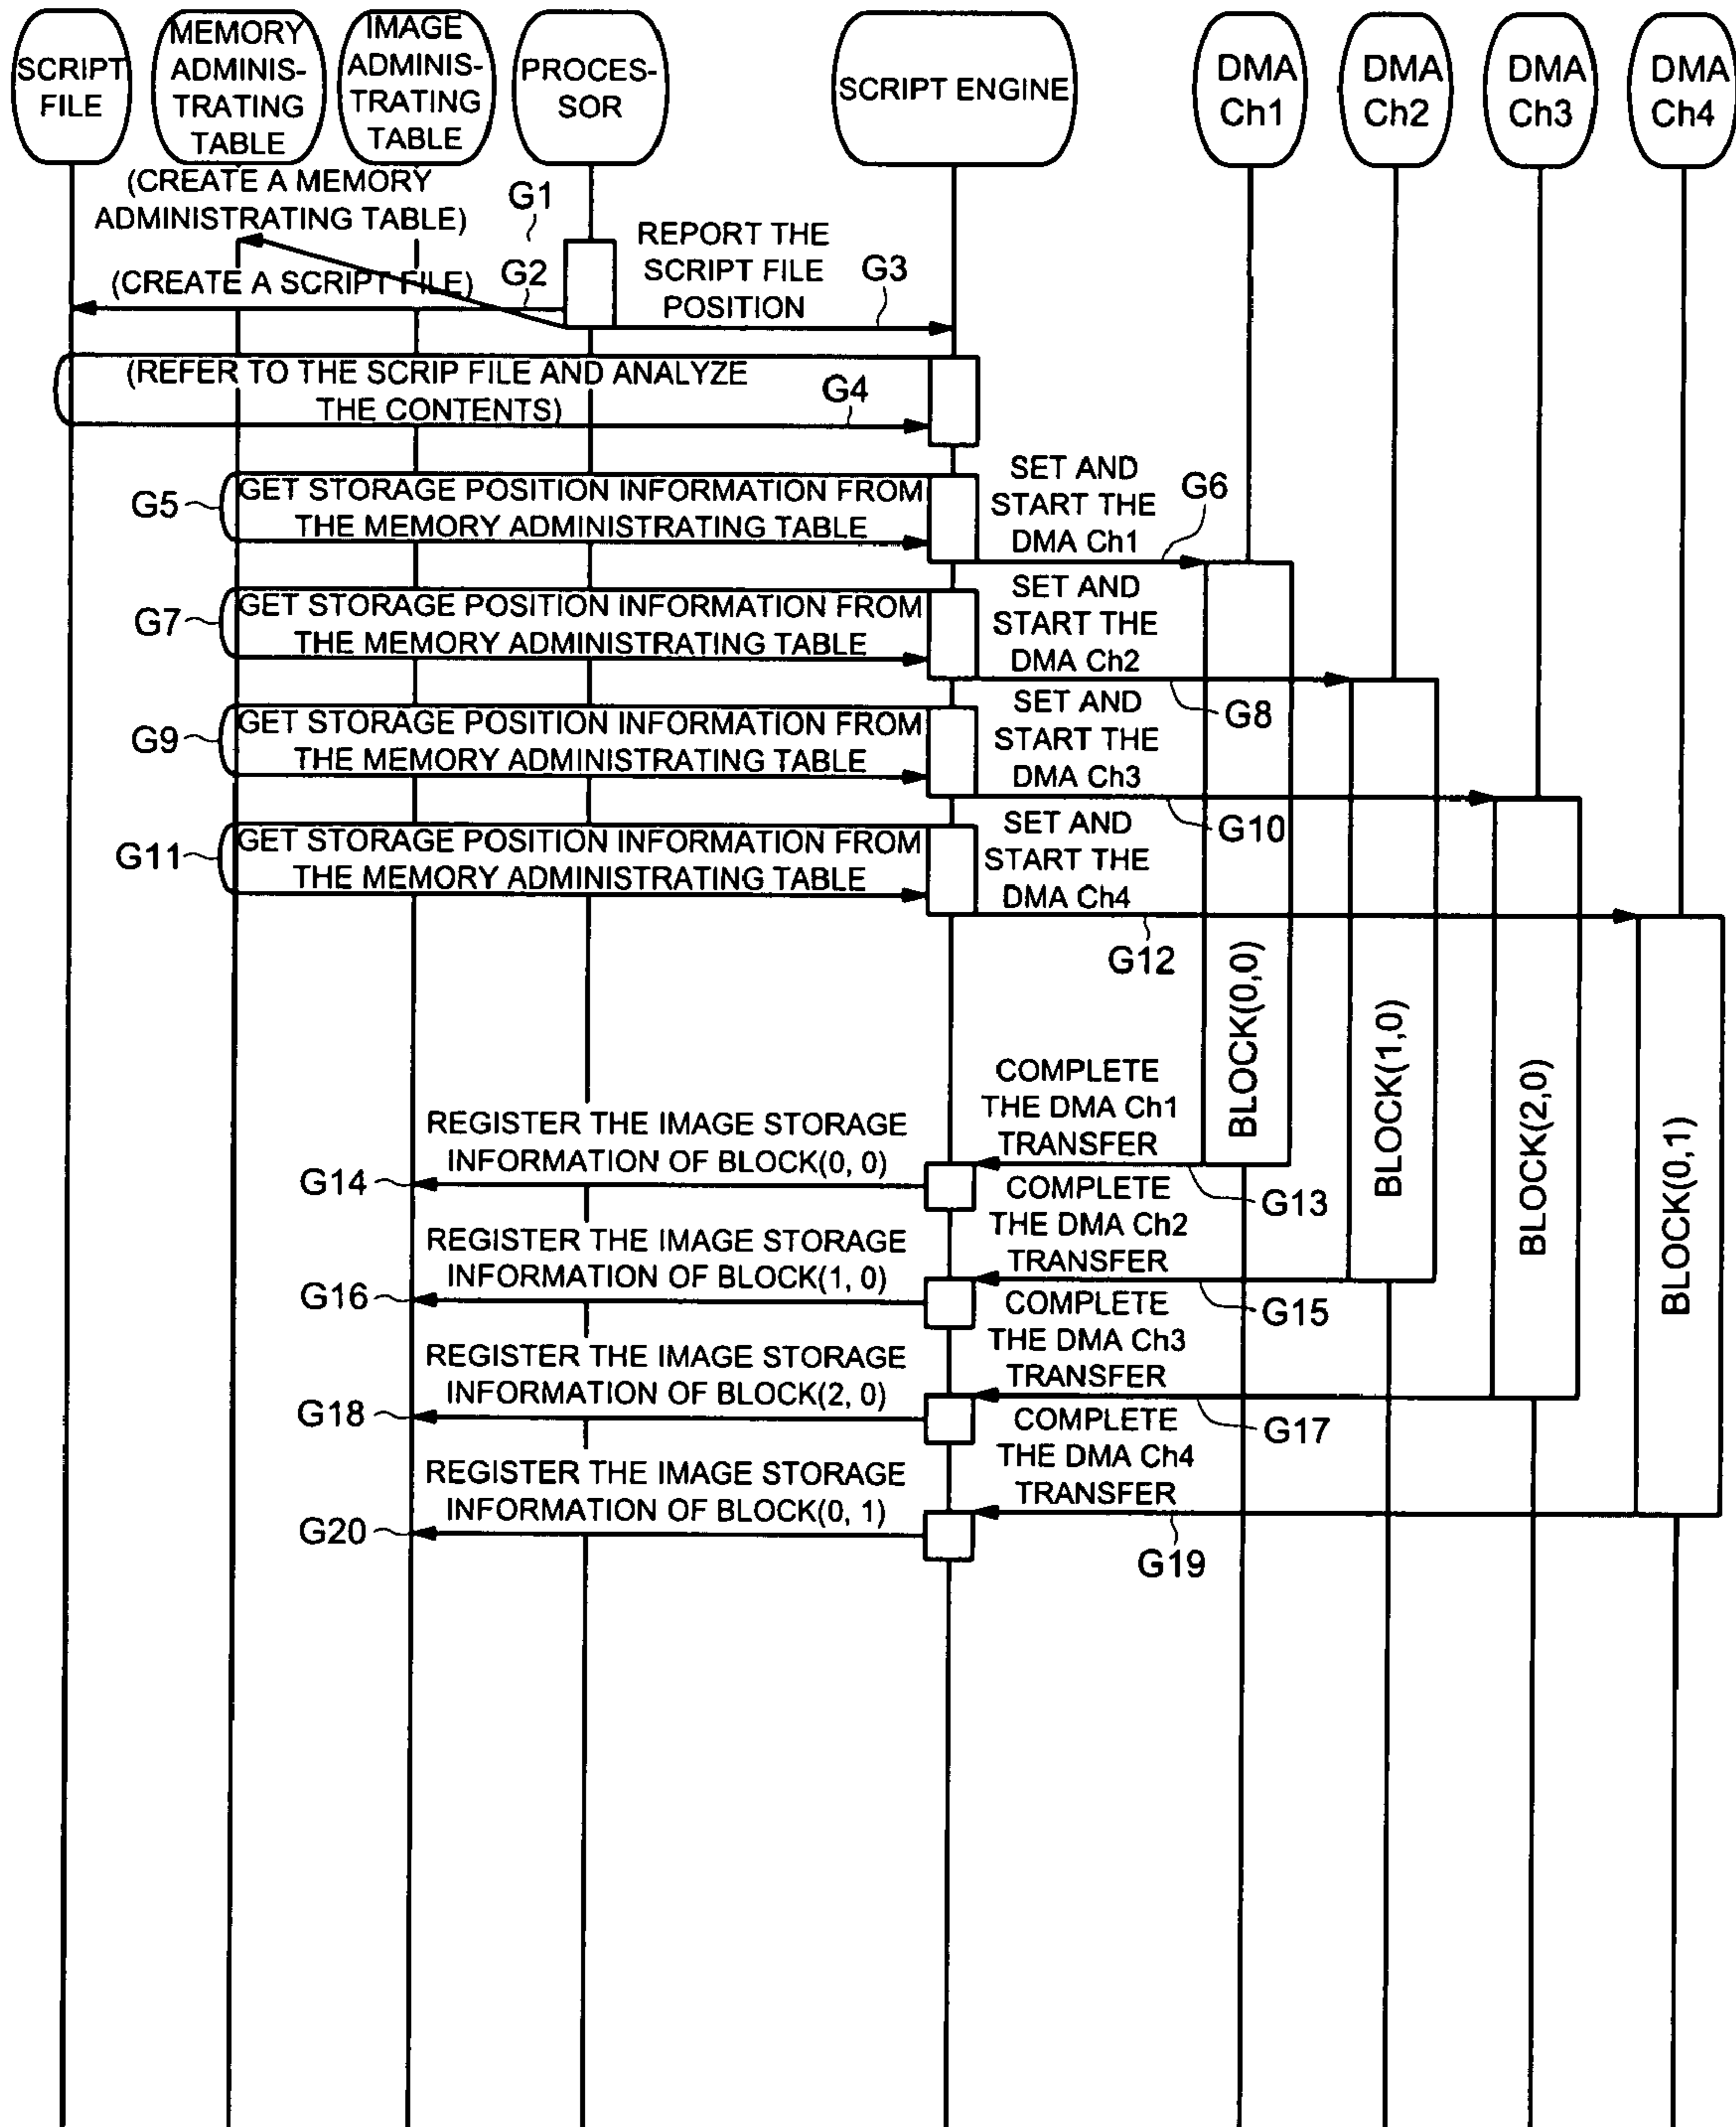 SCRIPT
FILE
MEMORY
ADMINIS-
TRATING
TABLE
IMAGE
ADMINIS-
TRATING
TABLE
PROCES-
SOR
SCRIPT ENGINE
DMA
Ch1
DMA
Ch2
DMA
Ch3
DMA
Ch4
(CREATE A MEMORY
ADMINISTRATING TABLE)
G1
(CREATE A SCRIPT FILE)
G2
REPORT THE
SCRIPT FILE
POSITION
G3
(REFER TO THE SCRIP FILE AND ANALYZE
THE CONTENTS)
G4
G5
GET STORAGE POSITION INFORMATION FROM
THE MEMORY ADMINISTRATING TABLE
SET AND
START THE
DMA Ch1
G6
G7
GET STORAGE POSITION INFORMATION FROM
THE MEMORY ADMINISTRATING TABLE
SET AND
START THE
DMA Ch2
G8
G9
GET STORAGE POSITION INFORMATION FROM
THE MEMORY ADMINISTRATING TABLE
SET AND
START THE
DMA Ch3
G10
G11
GET STORAGE POSITION INFORMATION FROM
THE MEMORY ADMINISTRATING TABLE
SET AND
START THE
DMA Ch4
G12
BLOCK(0,0)
BLOCK(1,0)
BLOCK(2,0)
BLOCK(0,1)
COMPLETE
THE DMA Ch1
TRANSFER
G13
REGISTER THE IMAGE STORAGE
INFORMATION OF BLOCK(0, 0)
G14
COMPLETE
THE DMA Ch2
TRANSFER
G15
REGISTER THE IMAGE STORAGE
INFORMATION OF BLOCK(1, 0)
G16
COMPLETE
THE DMA Ch3
TRANSFER
G17
REGISTER THE IMAGE STORAGE
INFORMATION OF BLOCK(2, 0)
G18
COMPLETE
THE DMA Ch4
TRANSFER
G19
REGISTER THE IMAGE STORAGE
INFORMATION OF BLOCK(0, 1)
G20